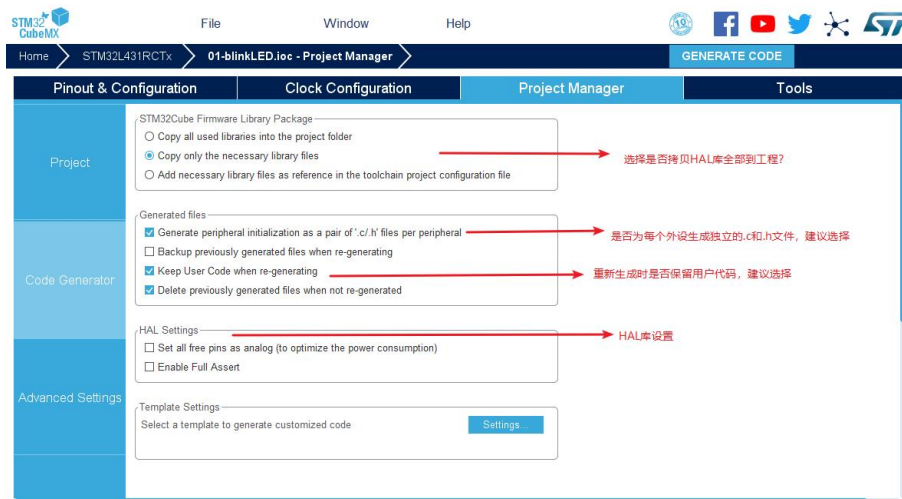 STM32
CubeMX
File
Window
Help
10
ST
Home
STM32L431RCTx
01-blinkLED.ioc - Project Manager
GENERATE CODE
Pinout & Configuration
Clock Configuration
Project Manager
Tools
Project
Code Generator
Advanced Settings
STM32Cube Firmware Library Package
Copy all used libraries into the project folder
Copy only the necessary library files
Add necessary library files as reference in the toolchain project configuration file
选择是否拷贝HAL库全部到工程?
Generated files
Generate peripheral initialization as a pair of '.c/.h' files per peripheral
是否为每个外设生成独立的.c和.h文件，建议选择
Backup previously generated files when re-generating
Keep User Code when re-generating
重新生成时是否保留用户代码，建议选择
Delete previously generated files when not re-generated
HAL Settings
HAL库设置
Set all free pins as analog (to optimize the power consumption)
Enable Full Assert
Template Settings
Select a template to generate customized code
Settings...